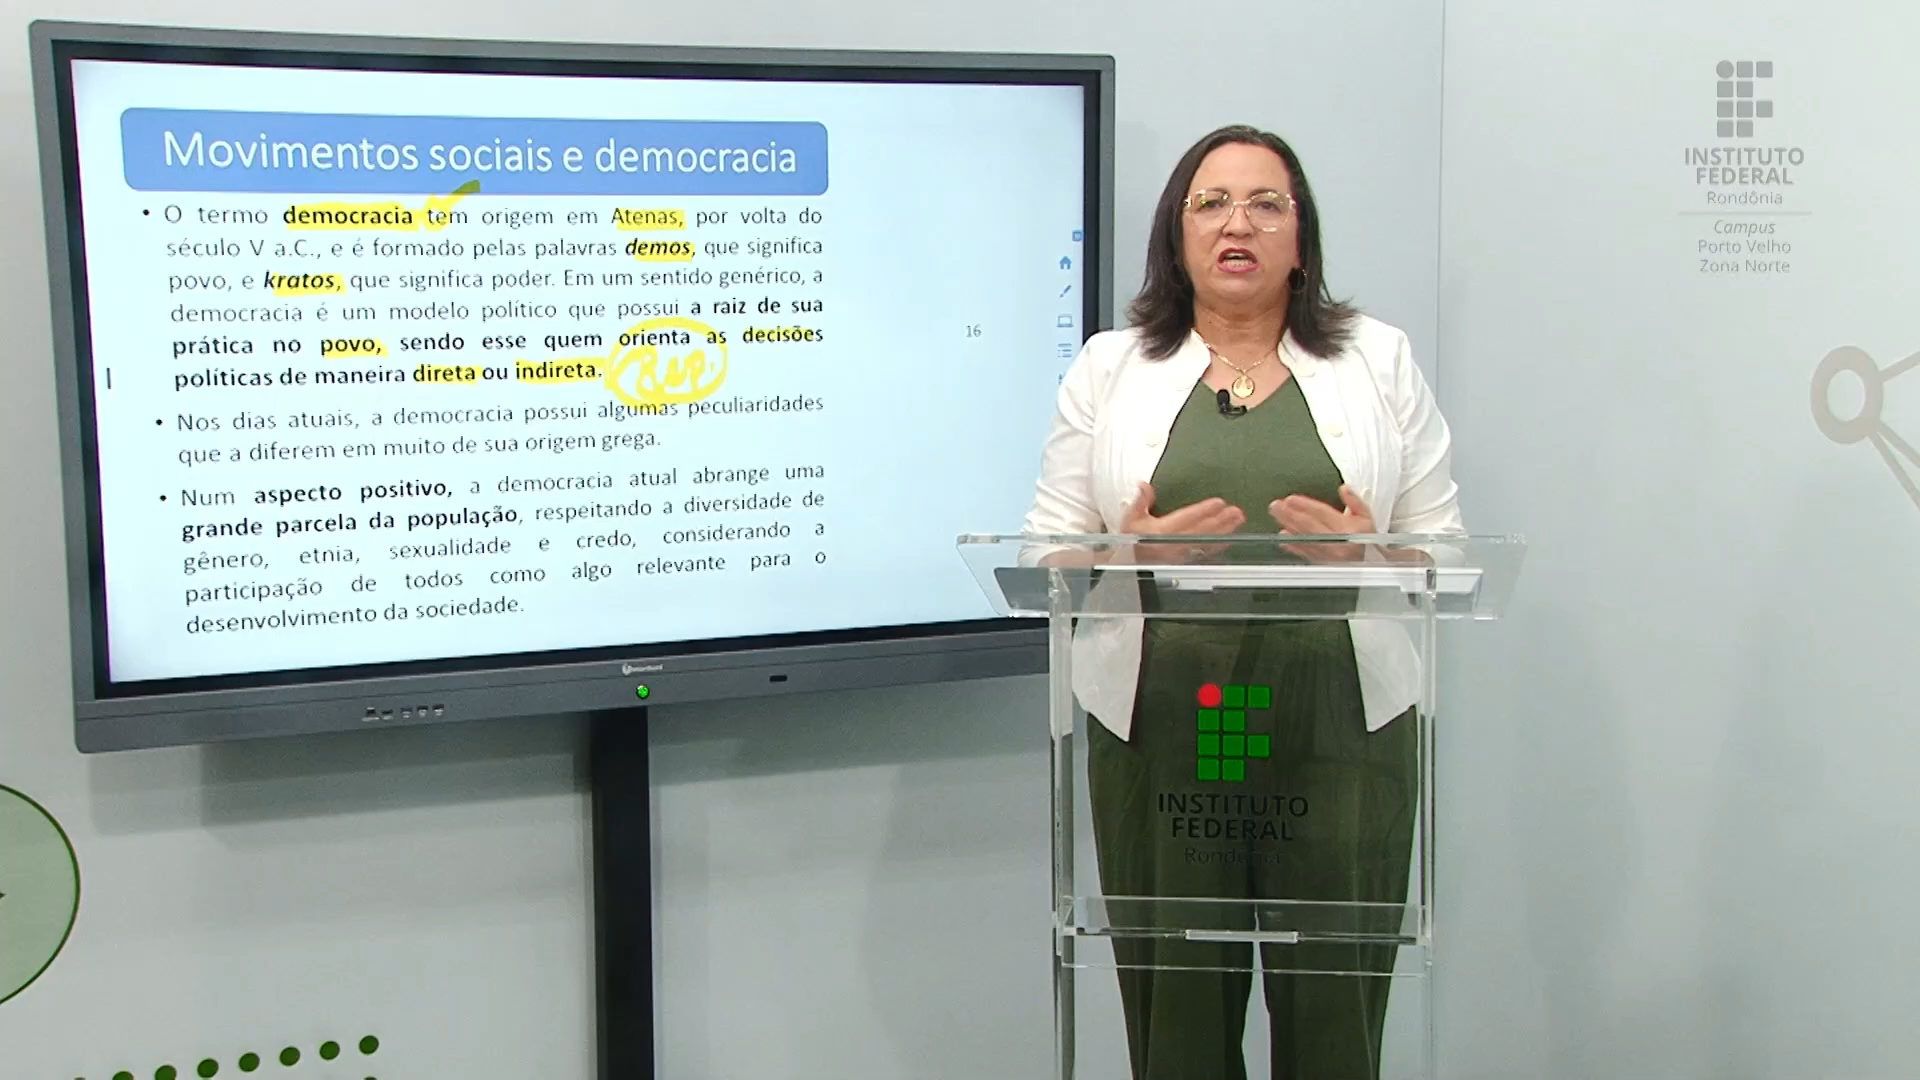 Movimentos sociais e democracia
• O termo democracia tem origem em Atenas, por volta do
século V a.C., e é formado pelas palavras demos, que significa
povo, e kratos, que significa poder. Em um sentido genérico, a
democracia é um modelo político que possui a raiz de sua
prática no povo, sendo esse quem orienta as decisões
políticas de maneira direta ou indireta.
• Nos dias atuais, a democracia possui algumas peculiaridades
que a diferem em muito de sua origem grega.
• Num aspecto positivo, a democracia atual abrange uma
grande parcela da população, respeitando a diversidade de
gênero, etnia, sexualidade e credo, considerando a
participação de todos como algo relevante para o
desenvolvimento da sociedade.
16
INSTITUTO
FEDERAL
Rondônia
Campus
Porto Velho
Zona Norte
INSTITUTO
FEDERAL
Rondônia